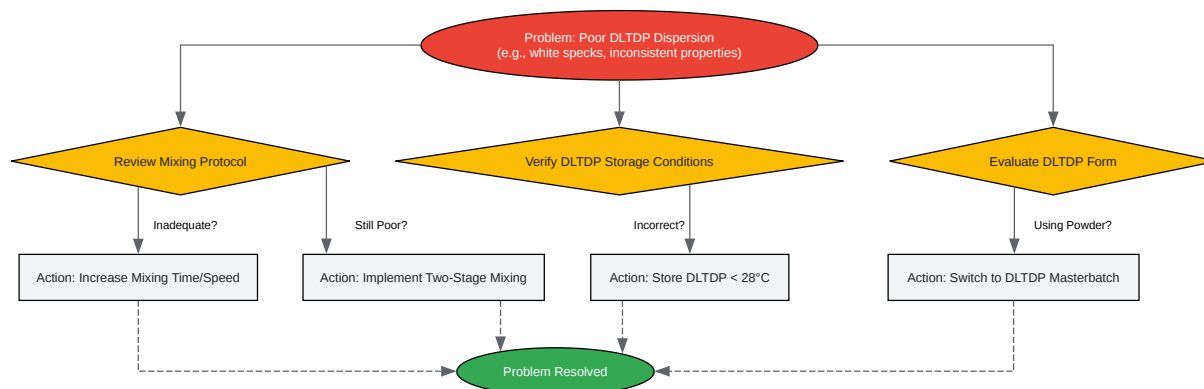 Problem: Poor DLTDP Dispersion
(e.g., white specks, inconsistent properties)
Review Mixing Protocol
Verify DLTDP Storage Conditions
Evaluate DLTDP Form
Inadequate?
Still Poor?
Incorrect?
Using Powder?
Action: Increase Mixing Time/Speed
Action: Implement Two-Stage Mixing
Action: Store DLTDP < 28°C
Action: Switch to DLTDP Masterbatch
Problem Resolved